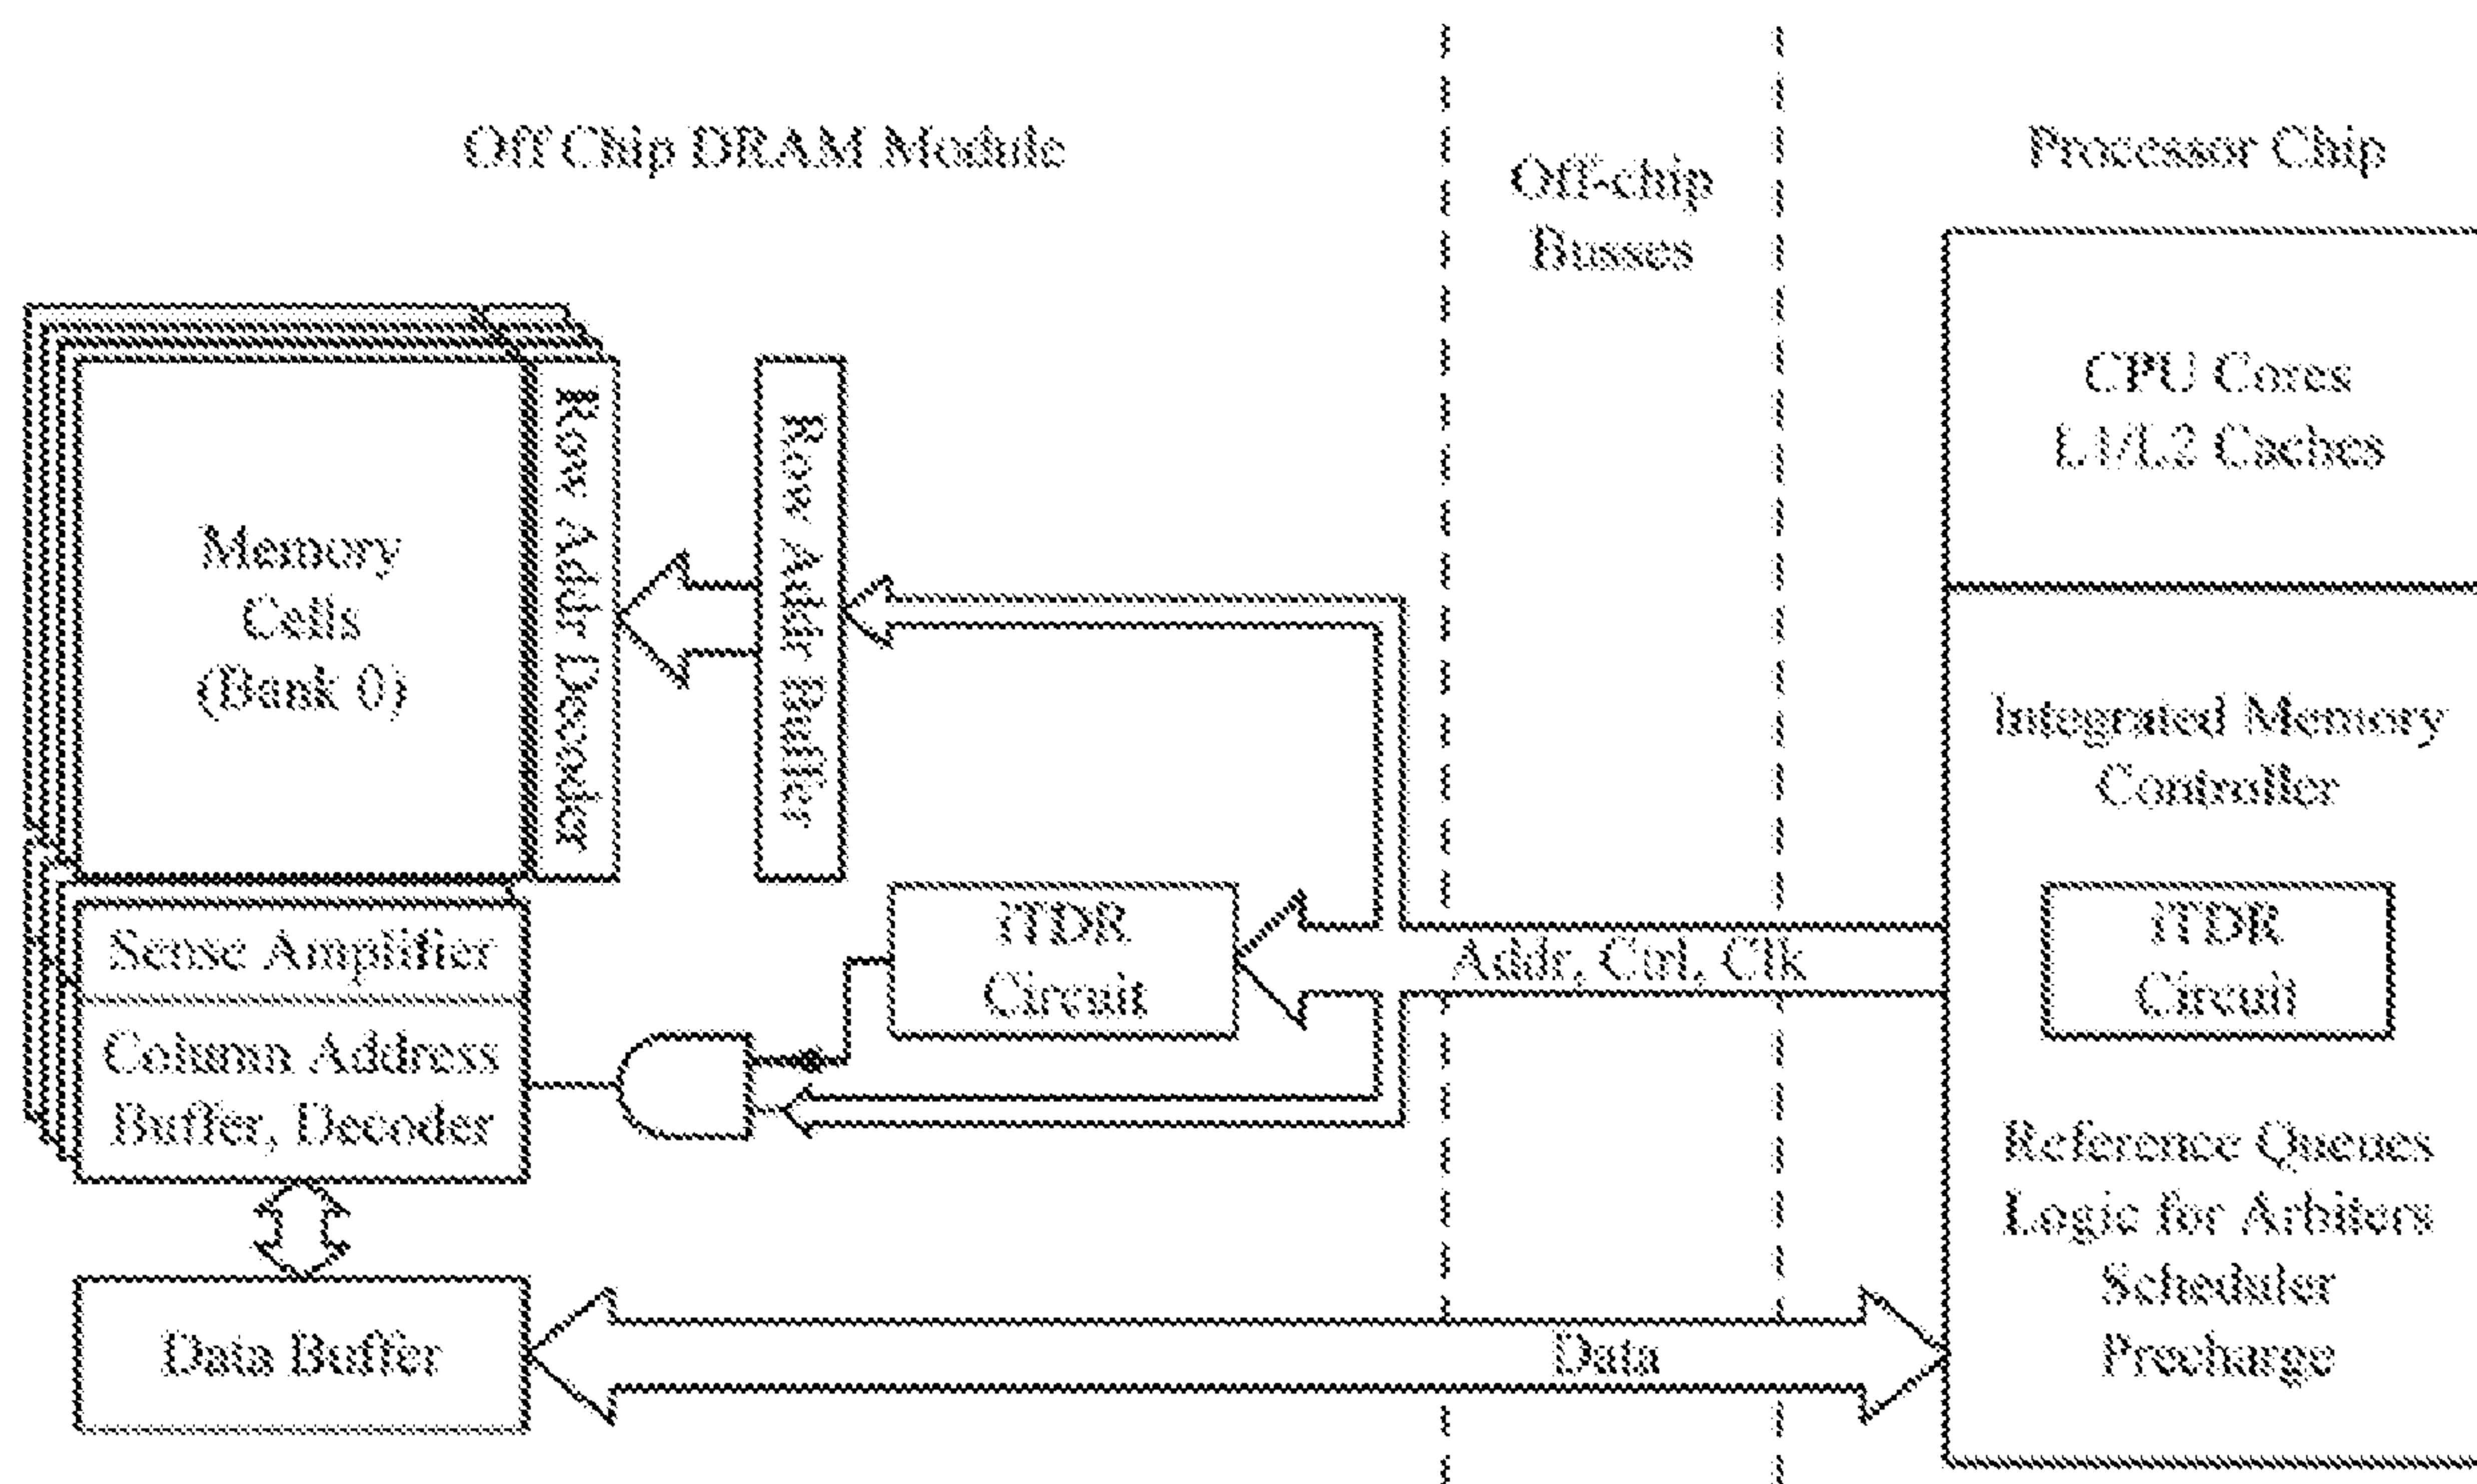 Off Chip DRAM Module
Off-chip
Busses
Processor Chip
Memory
Cells
(Bank 0)
Row Addr Decoder
Row Addr Buffer
Sense Amplifier
Column Address
Buffer, Decoder
Data Buffer
iTDR
Circuit
Addr, Ctrl, Clk
Data
CPU Cores
L1/L2 Caches
Integrated Memory
Controller
iTDR
Circuit
Reference Queues
Logic for Arbiters
Scheduler
Precharge